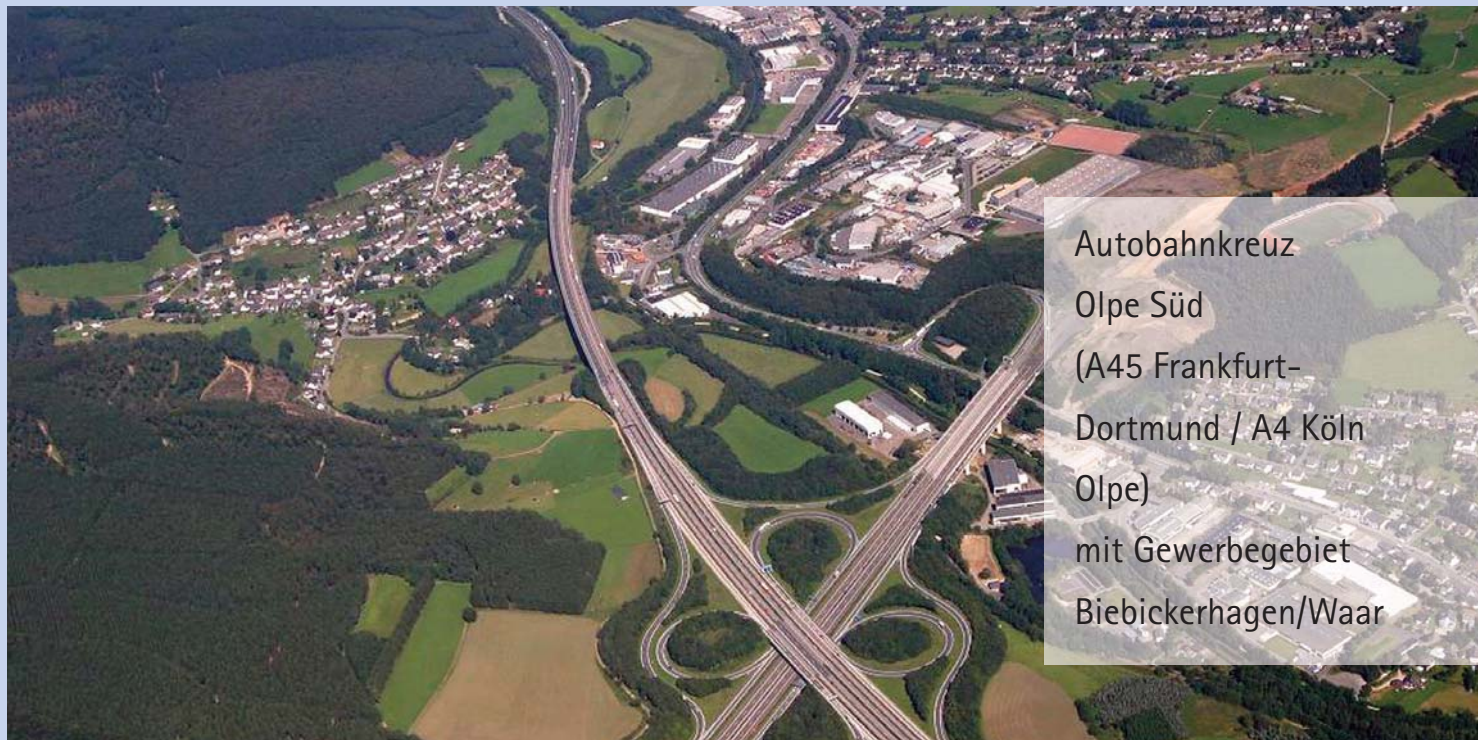 Autobahnkreuz
Olpe Süd
(A45 Frankfurt-
Dortmund / A4 Köln
Olpe)
mit Gewerbegebiet
Biebickerhagen/Waar